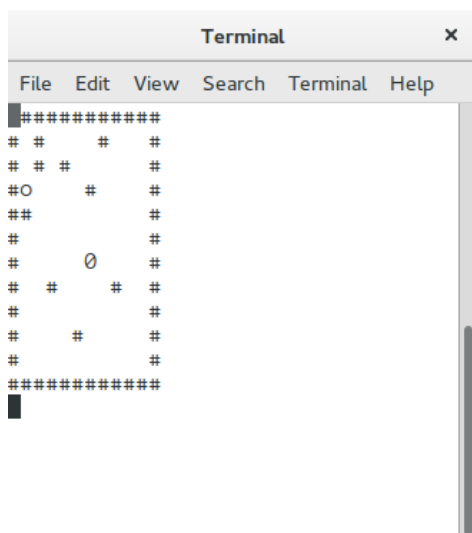 Terminal ×
File Edit View Search Terminal Help
 ###########
# #    #   #
# # #      #
#o    #    #
##         #
#          #
#     0    #
#  #    #  #
#          #
#    #     #
#          #
############